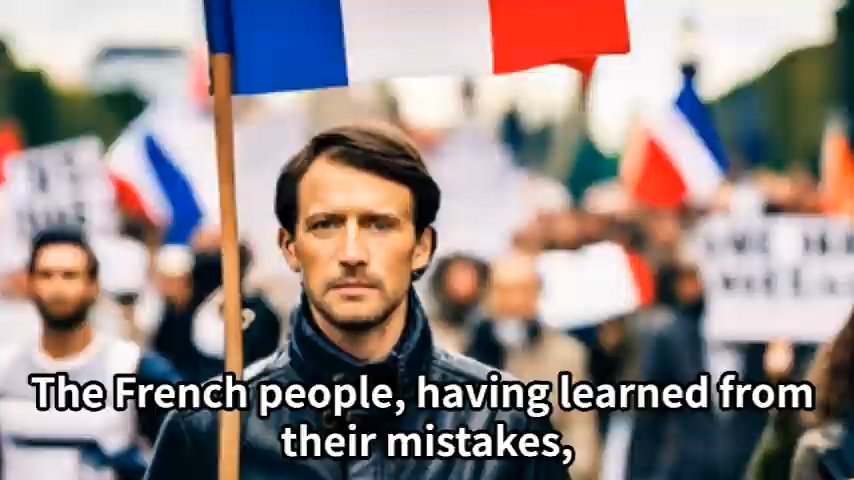 The French people, having learned from
their mistakes,